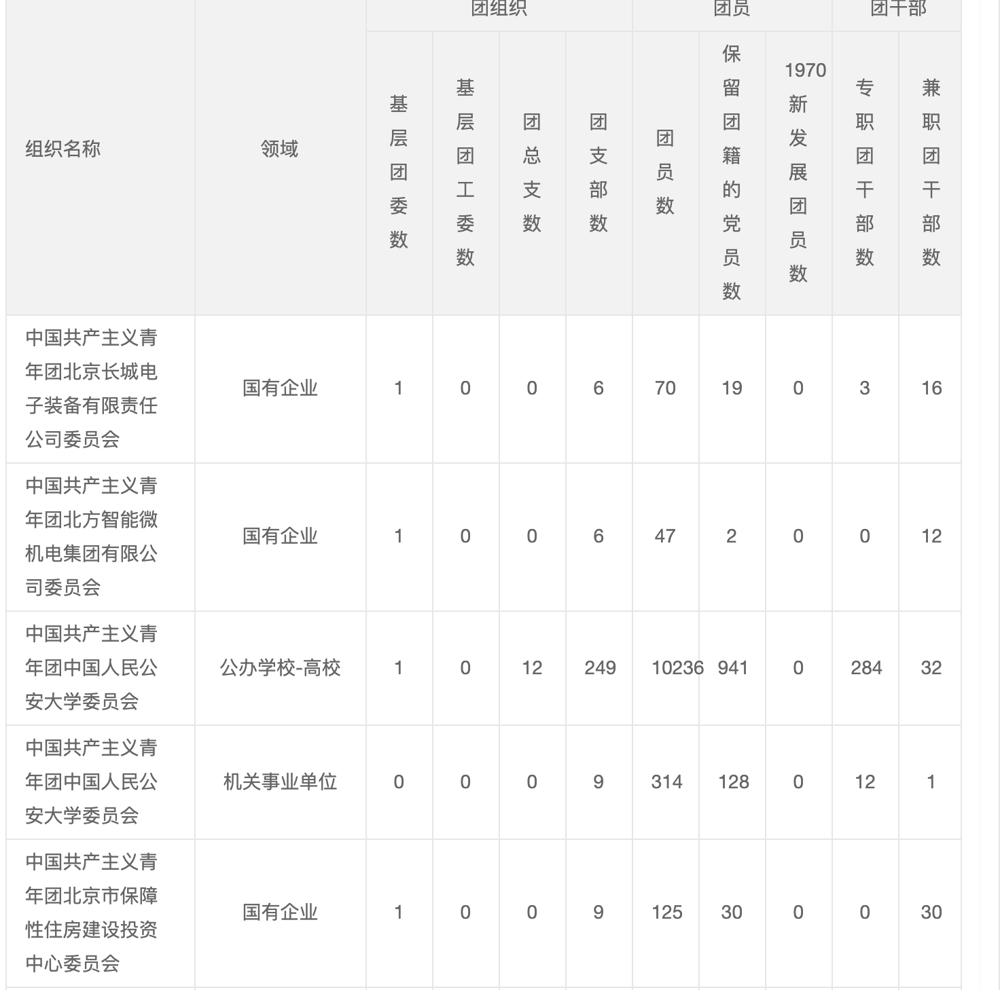 团组织 团员 团干部
组织名称 领域 基层团委数 基层团工委数 团总支数 团支部数 团员数 保留团籍的党员数 1970新发展团员数 专职团干部数 兼职团干部数
中国共产主义青
年团北京长城电
子装备有限责任
公司委员会
国有企业 1 0 0 6 70 19 0 3 16
中国共产主义青
年团北方智能微
机电集团有限公
司委员会
国有企业 1 0 0 6 47 2 0 0 12
中国共产主义青
年团中国人民公
安大学委员会
公办学校-高校 1 0 12 249 10236 941 0 284 32
中国共产主义青
年团中国人民公
安大学委员会
机关事业单位 0 0 0 9 314 128 0 12 1
中国共产主义青
年团北京市保障
性住房建设投资
中心委员会
国有企业 1 0 0 9 125 30 0 0 30